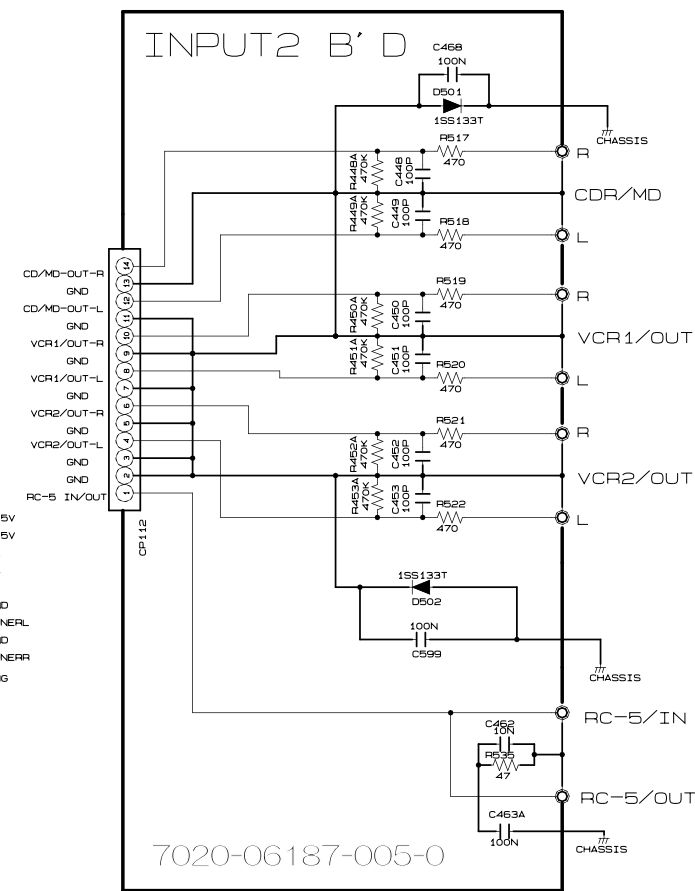 INPUT2 B'D
C468
100N
D501
1SS133T
CHASSIS
R517
470
R
R448A
470K
C448
100P
CDR/MD
R449A
470K
C449
100P
R518
470
L
CD/MD-OUT-R
14
GND
13
CD/MD-OUT-L
12
GND
11
VCR1/OUT-R
10
GND
9
VCR1/OUT-L
8
GND
7
VCR2/OUT-R
6
GND
5
VCR2/OUT-L
4
GND
3
GND
2
RC-5 IN/OUT
1
CP112
R519
470
R
R450A
470K
C450
100P
VCR1/OUT
R451A
470K
C451
100P
R520
470
L
R521
470
R
R452A
470K
C452
100P
VCR2/OUT
R453A
470K
C453
100P
R522
470
L
5V
5V
D
NERL
D
NERR
G
1SS133T
D502
100N
C599
CHASSIS
RC-5/IN
C462
10N
R535
47
RC-5/OUT
C463A
100N
CHASSIS
7020-06187-005-0